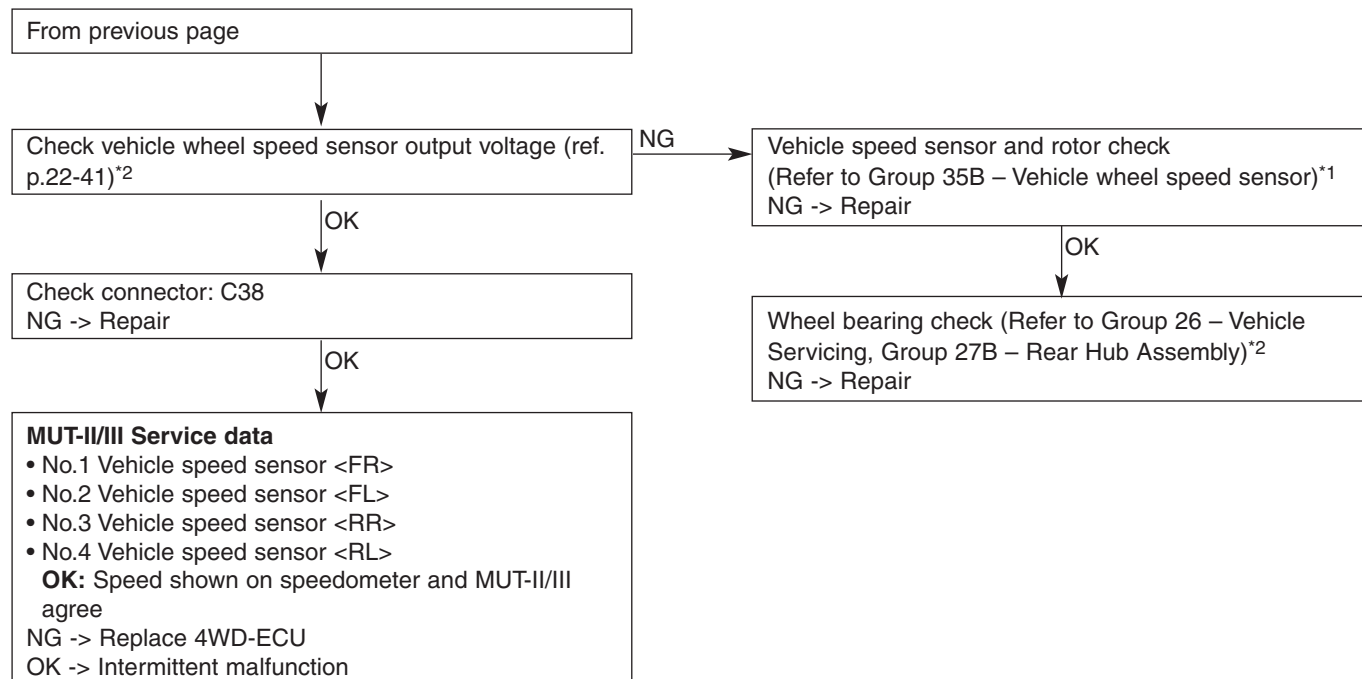 From previous page
Check vehicle wheel speed sensor output voltage (ref.
p.22-41)*2
NG
Vehicle speed sensor and rotor check
(Refer to Group 35B – Vehicle wheel speed sensor)*1
NG -> Repair
OK
OK
Check connector: C38
NG -> Repair
Wheel bearing check (Refer to Group 26 – Vehicle
Servicing, Group 27B – Rear Hub Assembly)*2
NG -> Repair
OK
MUT-II/III Service data
• No.1 Vehicle speed sensor <FR>
• No.2 Vehicle speed sensor <FL>
• No.3 Vehicle speed sensor <RR>
• No.4 Vehicle speed sensor <RL>
OK: Speed shown on speedometer and MUT-II/III
agree
NG -> Replace 4WD-ECU
OK -> Intermittent malfunction